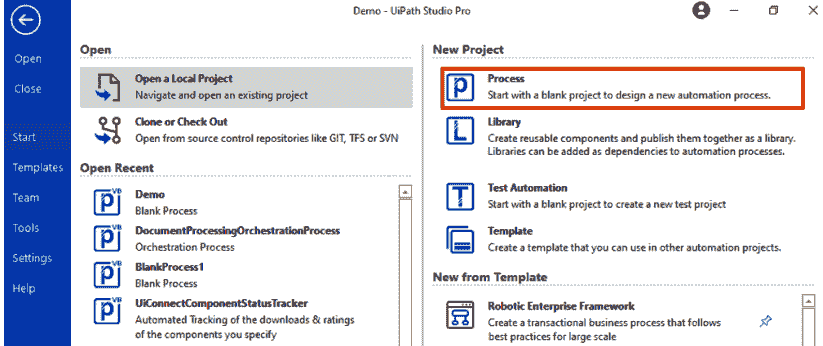 Demo - UiPath Studio Pro
Open
Close
Start
Templates
Team
Tools
Settings
Help
Open
Open a Local Project
Navigate and open an existing project
Clone or Check Out
Open from source control repositories like GIT, TFS or SVN
Open Recent
VB
Demo
Blank Process
VB
DocumentProcessingOrchestrationProcess
Orchestration Process
VB
BlankProcess1
Blank Process
VB
UiConnectComponentStatusTracker
Automated Tracking of the downloads & ratings
of the components you specify
New Project
Process
Start with a blank project to design a new automation process.
Library
Create reusable components and publish them together as a library.
Libraries can be added as dependencies to automation processes.
Test Automation
Start with a blank project to create a new test project
Template
Create a template that you can use in other automation projects.
New from Template
Robotic Enterprise Framework
Create a transactional business process that follows
best practices for large scale